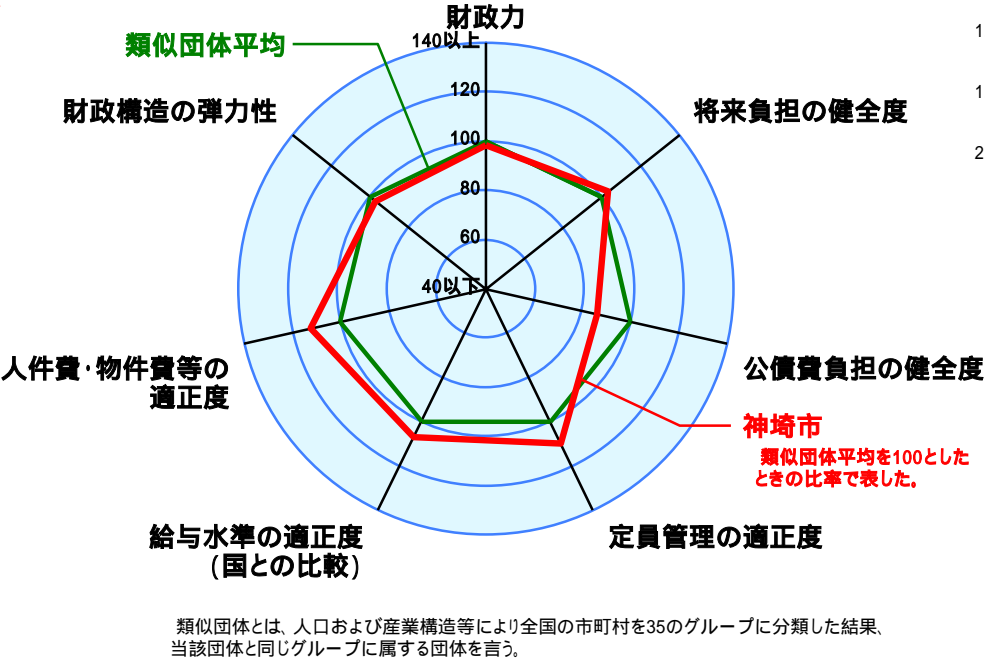 財政力
類似団体平均
140以上
120
100
80
60
40以下
財政構造の弾力性
将来負担の健全度
1
1
2
人件費・物件費等の
適正度
公債費負担の健全度
神埼市
類似団体平均を100とした
ときの比率で表した。
給与水準の適正度
(国との比較)
定員管理の適正度
類似団体とは、人口および産業構造等により全国の市町村を35のグループに分類した結果、
当該団体と同じグループに属する団体を言う。